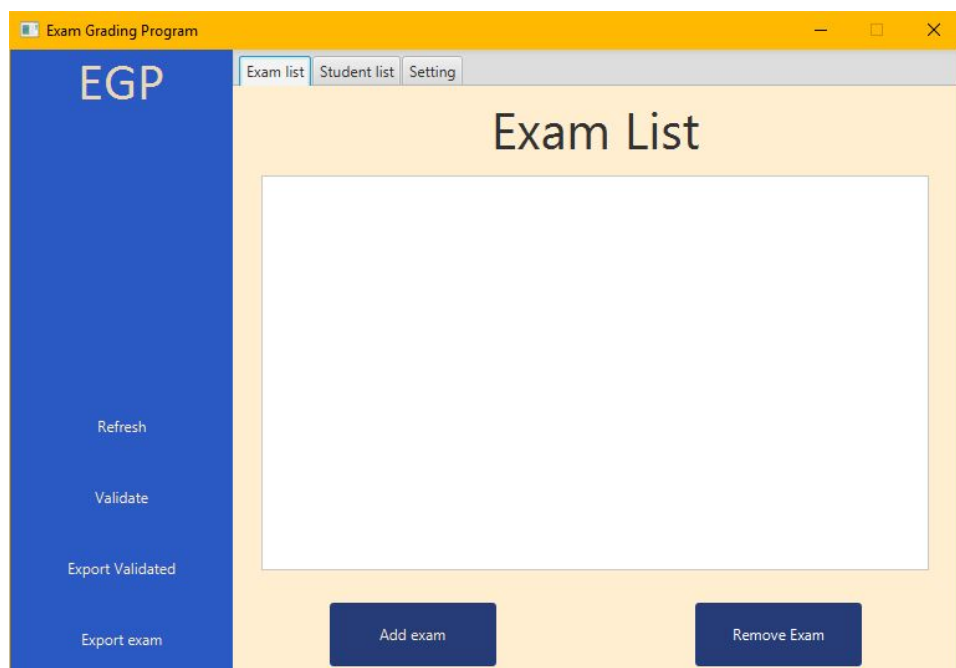 Exam Grading Program
EGP
Exam list Student list Setting
Exam List
Refresh
Validate
Export Validated
Export exam
Add exam
Remove Exam